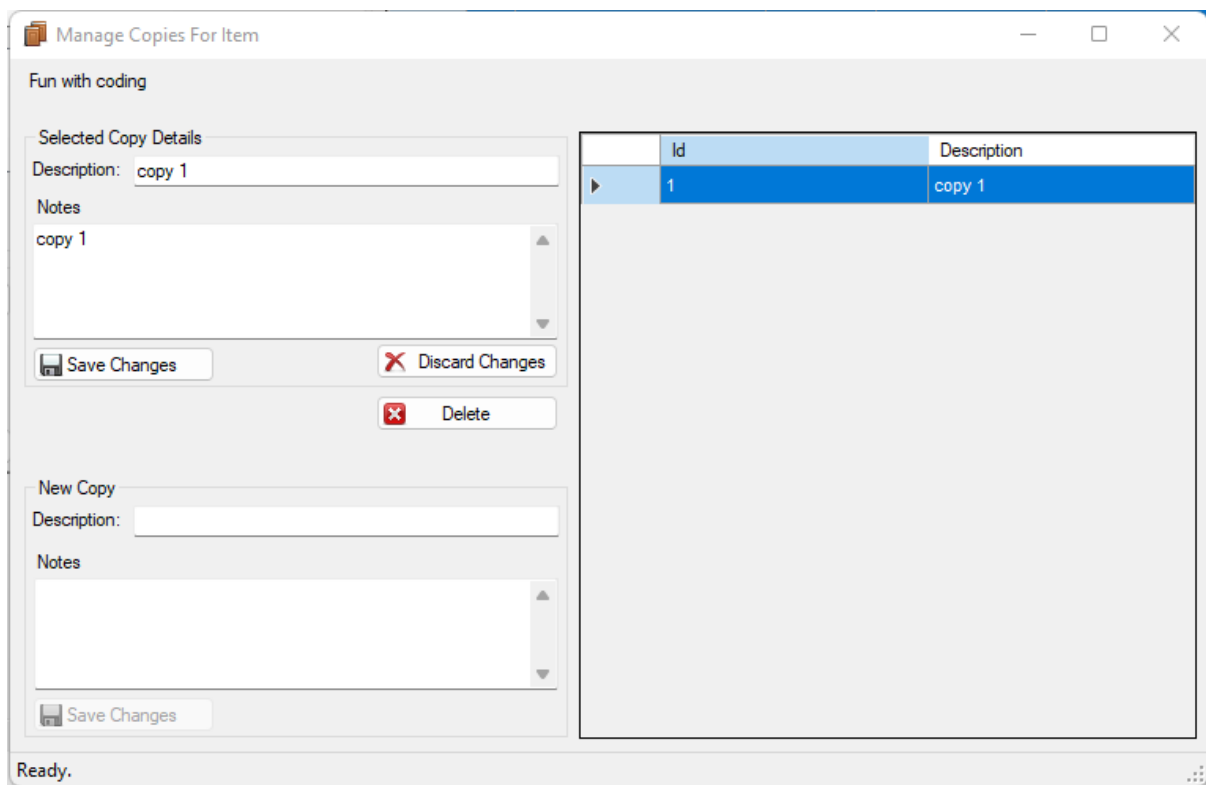 Manage Copies For Item
Fun with coding
Selected Copy Details
Description: copy 1
Notes
copy 1
Save Changes
Discard Changes
Delete
New Copy
Description:
Notes
Save Changes
Id Description
1 copy 1
Ready.